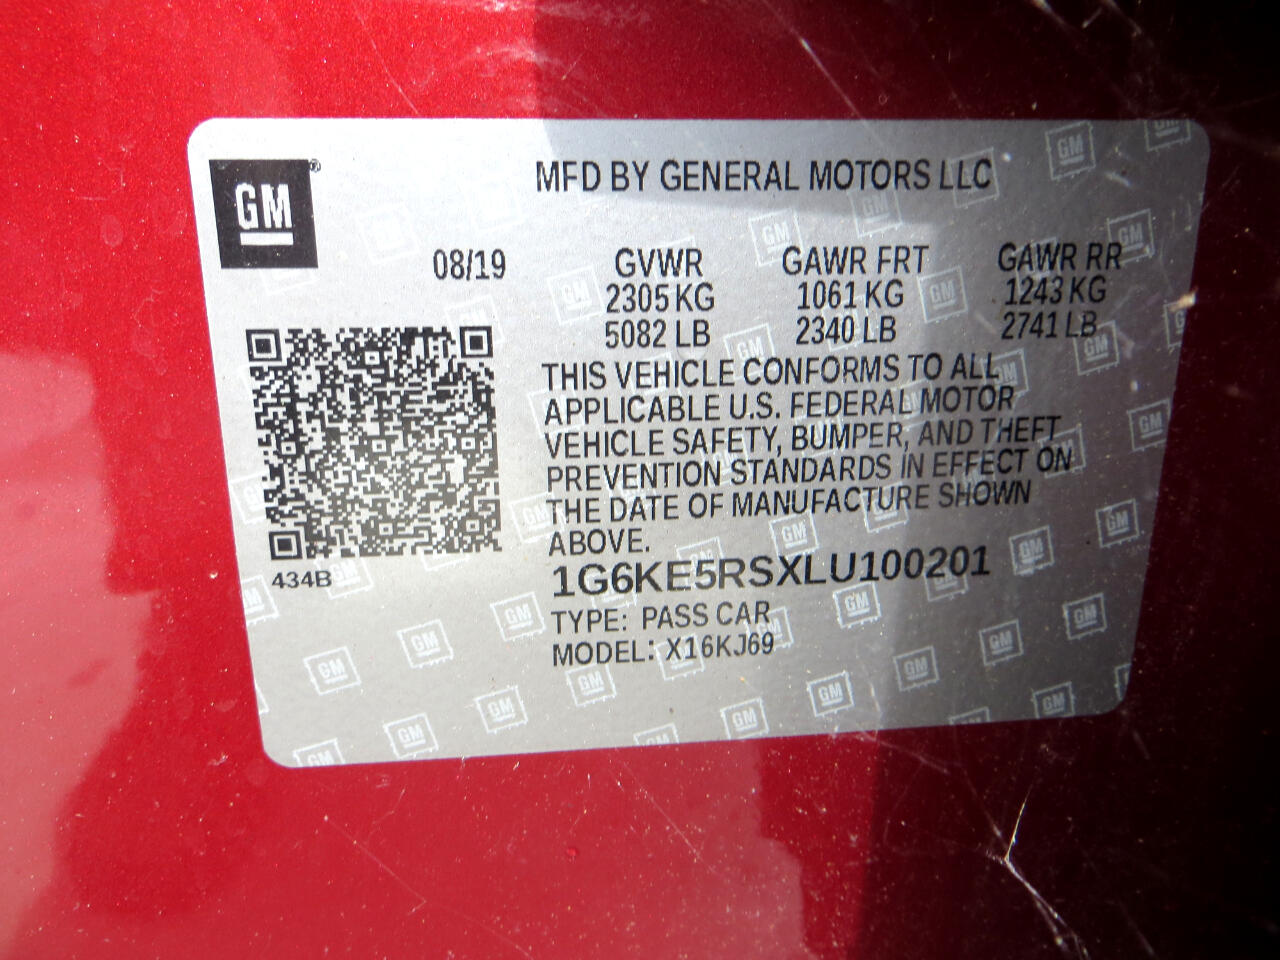 GM®
MFD BY GENERAL MOTORS LLC
08/19
GVWR GAWR FRT GAWR RR
2305 KG 1061 KG 1243 KG
5082 LB 2340 LB 2741 LB
THIS VEHICLE CONFORMS TO ALL
APPLICABLE U.S. FEDERAL MOTOR
VEHICLE SAFETY, BUMPER, AND THEFT
PREVENTION STANDARDS IN EFFECT ON
THE DATE OF MANUFACTURE SHOWN
ABOVE.
434B
1G6KE5RSXLU100201
TYPE: PASS CAR
MODEL: X16KJ69